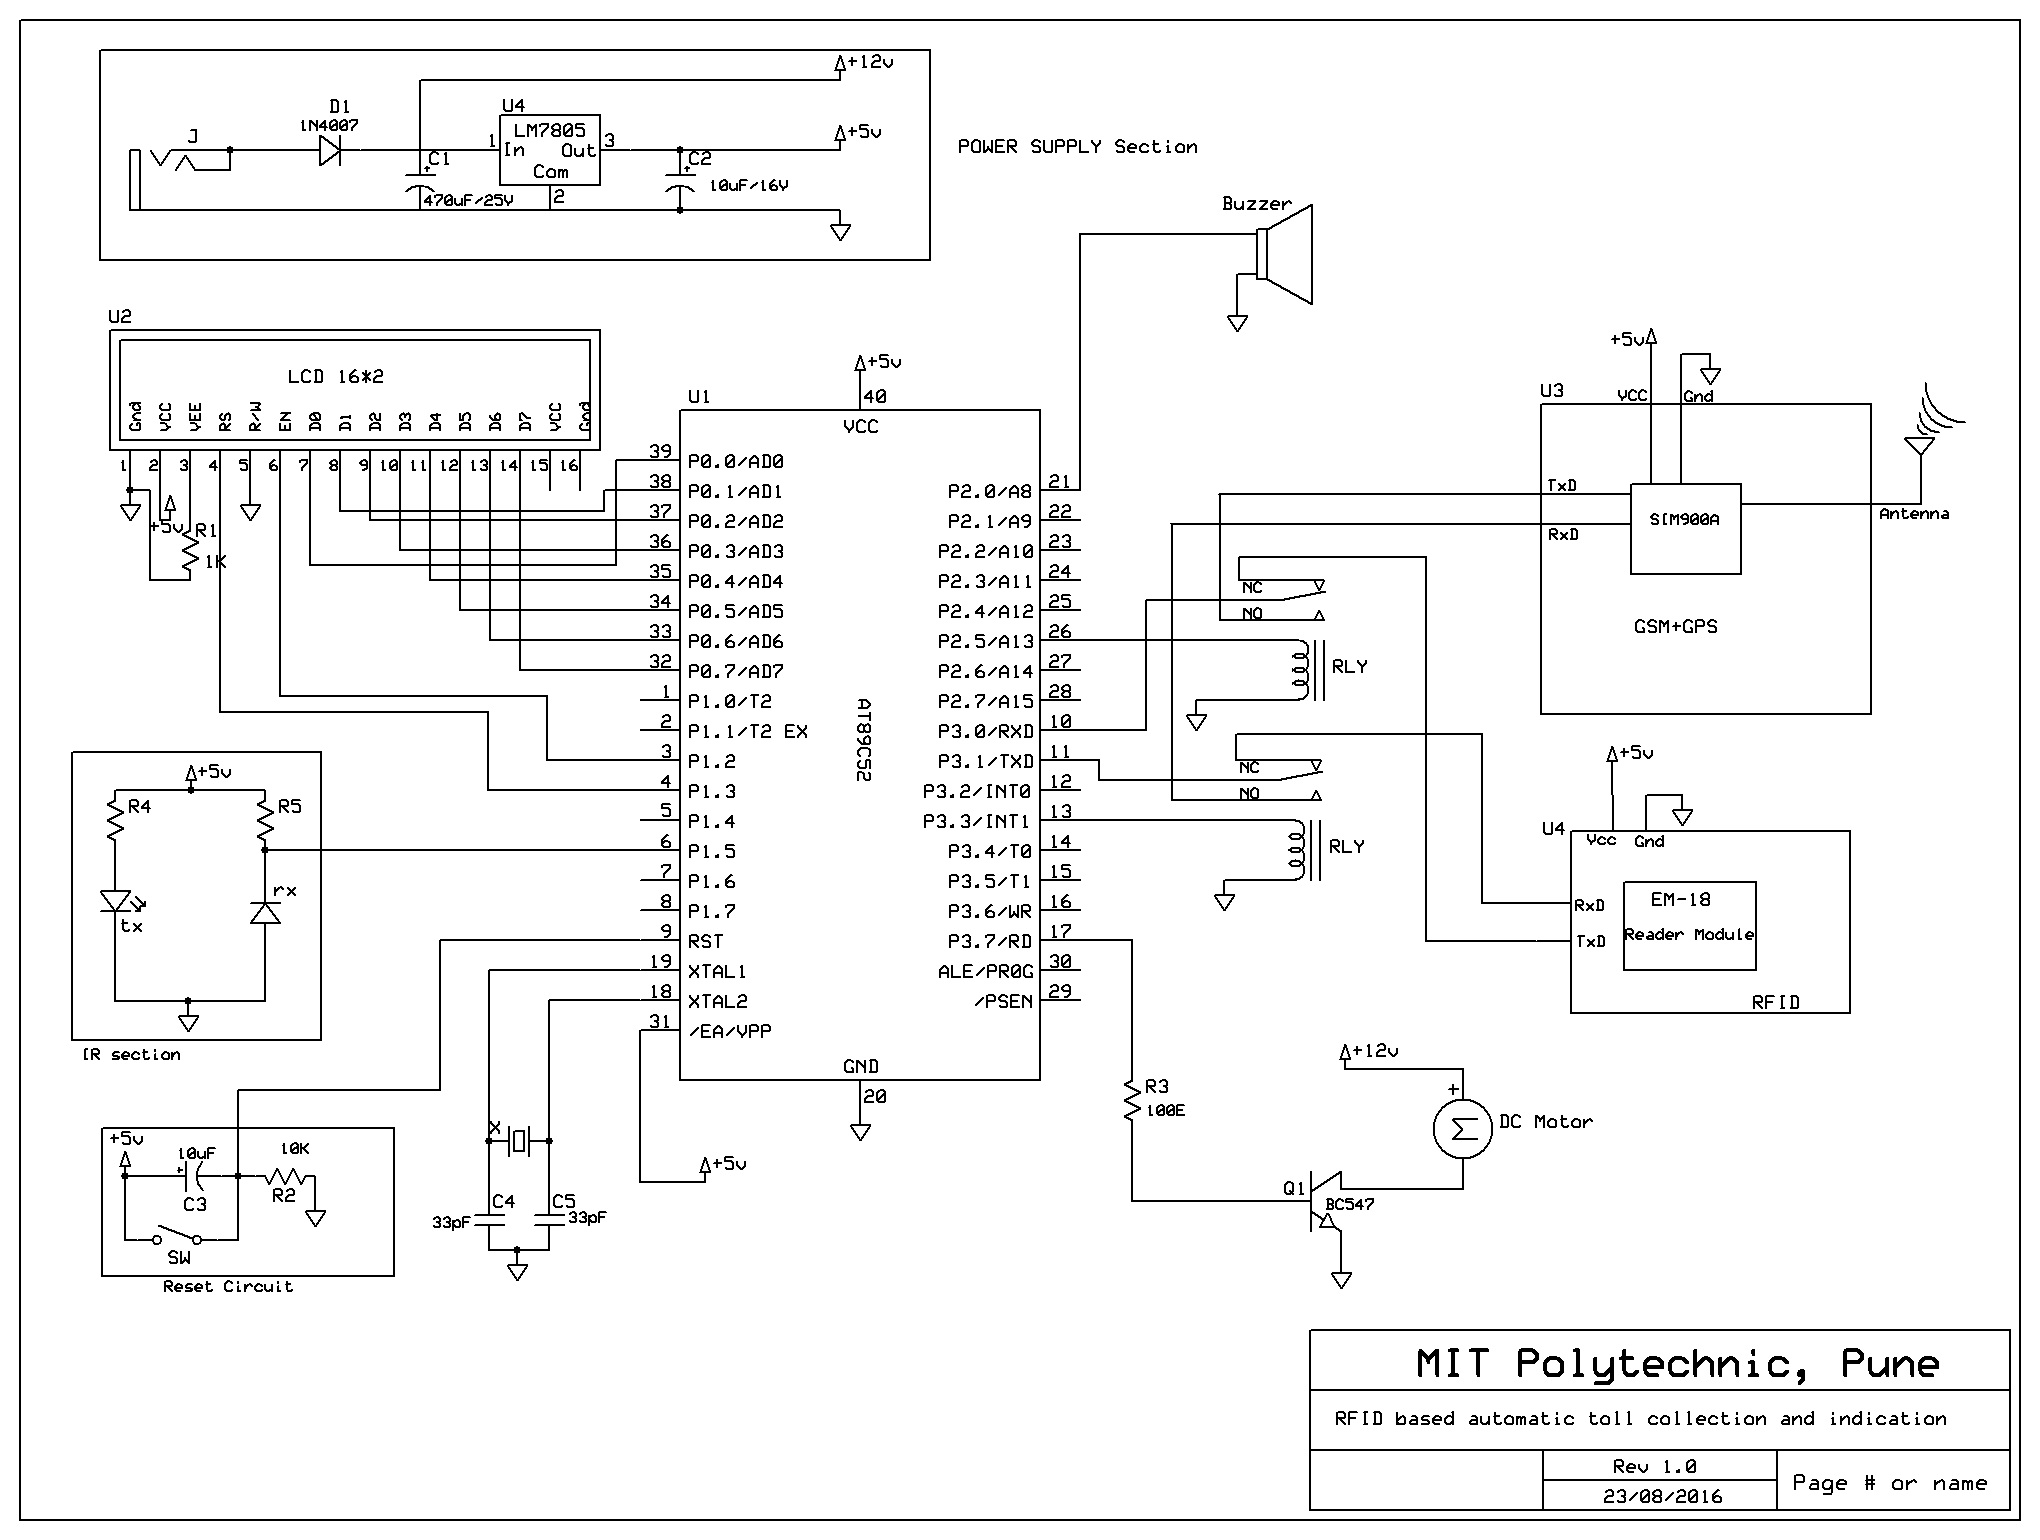 +12v
D1
1N4007
U4
LM7805
J
1
In
Out
3
Com
2
+5v
C1
470uF/25V
C2
10uF/16V
POWER SUPPLY Section
Buzzer
U2
LCD 16*2
Gnd
VCC
VEE
RS
R/W
EN
D0
D1
D2
D3
D4
D5
D6
D7
VCC
Gnd
1
2
3
4
5
6
7
8
9
10
11
12
13
14
15
16
+5v
R1
1K
+5v
U1
40
VCC
39 P0.0/AD0
38 P0.1/AD1
37 P0.2/AD2
36 P0.3/AD3
35 P0.4/AD4
34 P0.5/AD5
33 P0.6/AD6
32 P0.7/AD7
1 P1.0/T2
2 P1.1/T2 EX
3 P1.2
4 P1.3
5 P1.4
6 P1.5
7 P1.6
8 P1.7
9 RST
19 XTAL1
18 XTAL2
31 /EA/VPP
AT89C52
P2.0/A8 21
P2.1/A9 22
P2.2/A10 23
P2.3/A11 24
P2.4/A12 25
P2.5/A13 26
P2.6/A14 27
P2.7/A15 28
P3.0/RXD 10
P3.1/TXD 11
P3.2/INT0 12
P3.3/INT1 13
P3.4/T0 14
P3.5/T1 15
P3.6/WR 16
P3.7/RD 17
ALE/PR0G 30
/PSEN 29
GND
20
NC
NO
RLY
NC
NO
RLY
+5v
U3
VCC
Gnd
TxD
RxD
SIM900A
Antenna
GSM+GPS
+5v
U4
Vcc
Gnd
RxD
TxD
EM-18
Reader Module
RFID
+5v
R4
R5
tx
rx
IR section
+5v
10uF
C3
10K
R2
SW
Reset Circuit
X
C4
33pF
C5
33pF
+5v
R3
100E
+12v
+
DC Motor
Q1
BC547
MIT Polytechnic, Pune
RFID based automatic toll collection and indication
Rev 1.0
23/08/2016
Page # or name